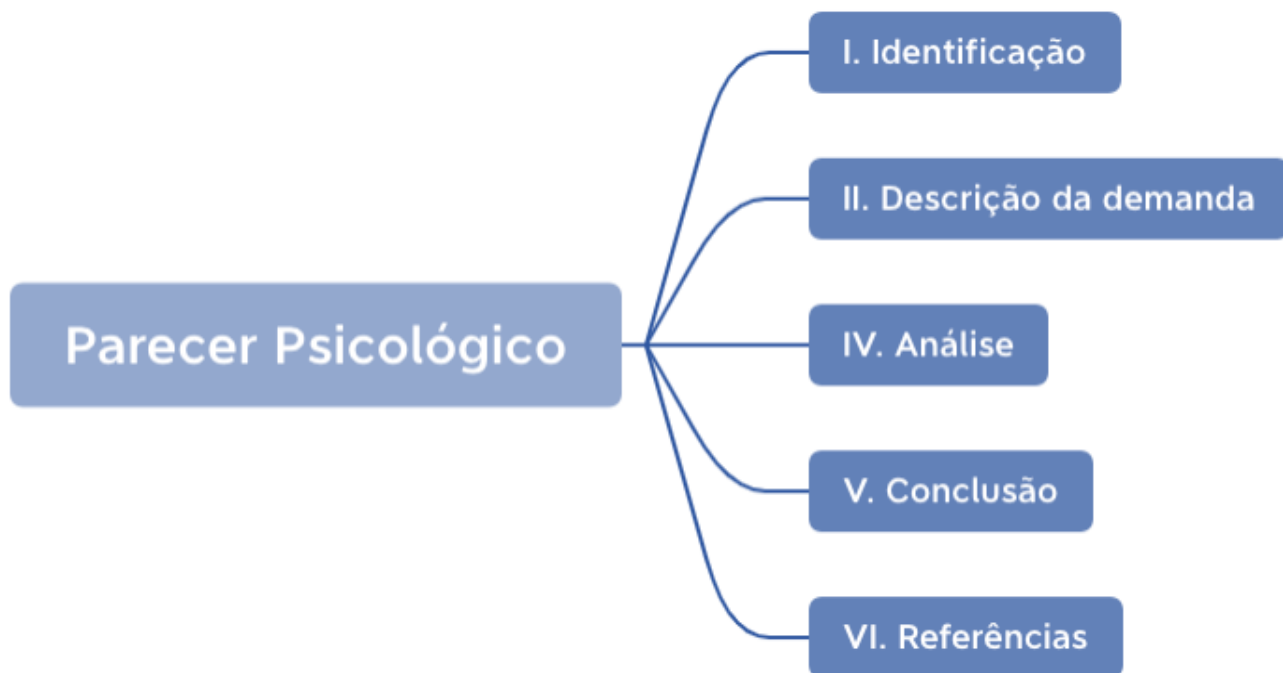 I. Identificação
II. Descrição da demanda
Parecer Psicológico
IV. Análise
V. Conclusão
VI. Referências